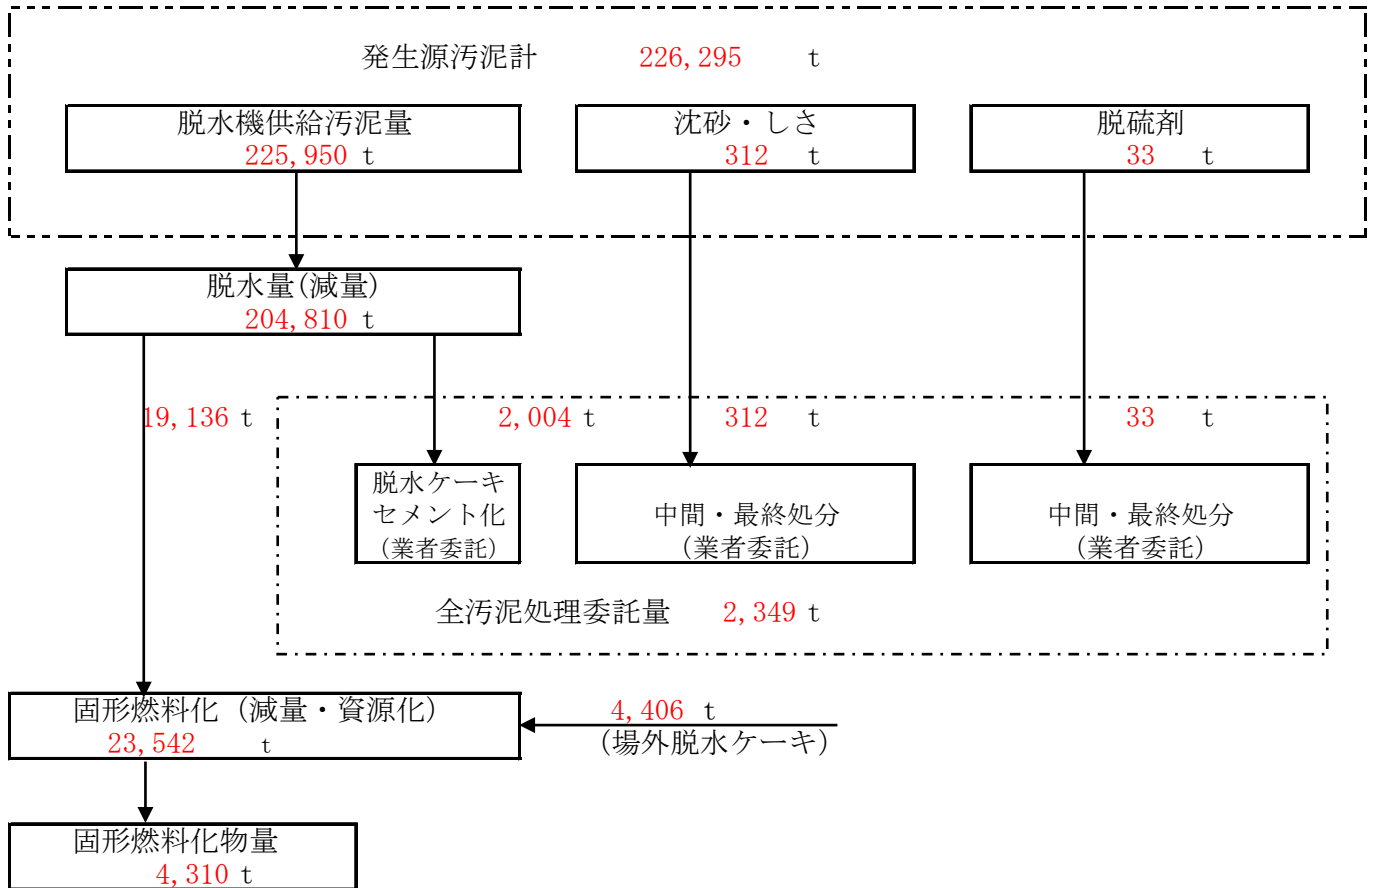 発生源汚泥計 226,295 t
脱水機供給汚泥量
225,950 t
沈砂・しさ
312 t
脱硫剤
33 t
脱水量(減量)
204,810 t
19,136 t
2,004 t
312 t
33 t
脱水ケーキ
セメント化
(業者委託)
中間・最終処分
(業者委託)
中間・最終処分
(業者委託)
全汚泥処理委託量 2,349 t
固形燃料化 (減量・資源化)
23,542 t
4,406 t
(場外脱水ケーキ)
固形燃料化物量
4,310 t